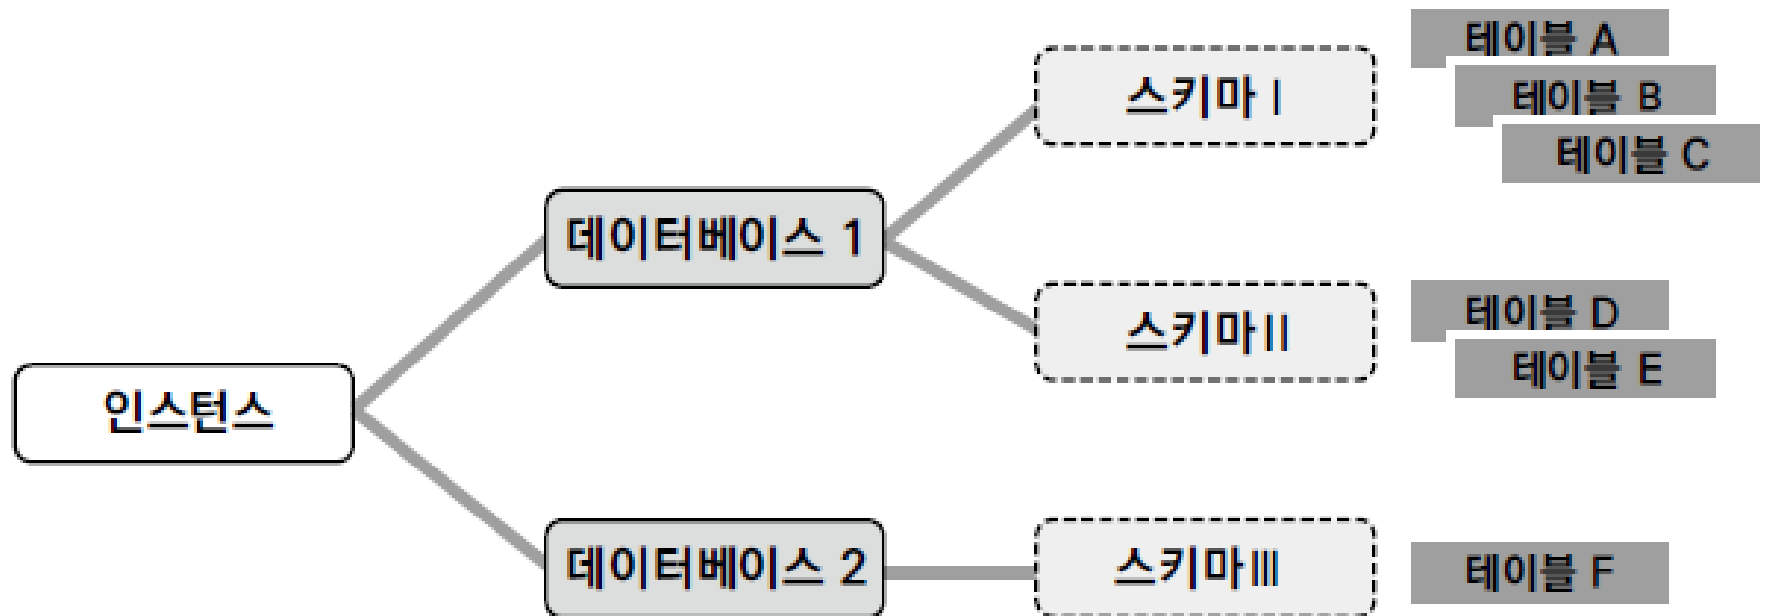 테이블 A
스키마 I
테이블 B
테이블 C
데이터베이스 1
테이블 D
스키마 II
테이블 E
인스턴스
데이터베이스 2
스키마 III
테이블 F